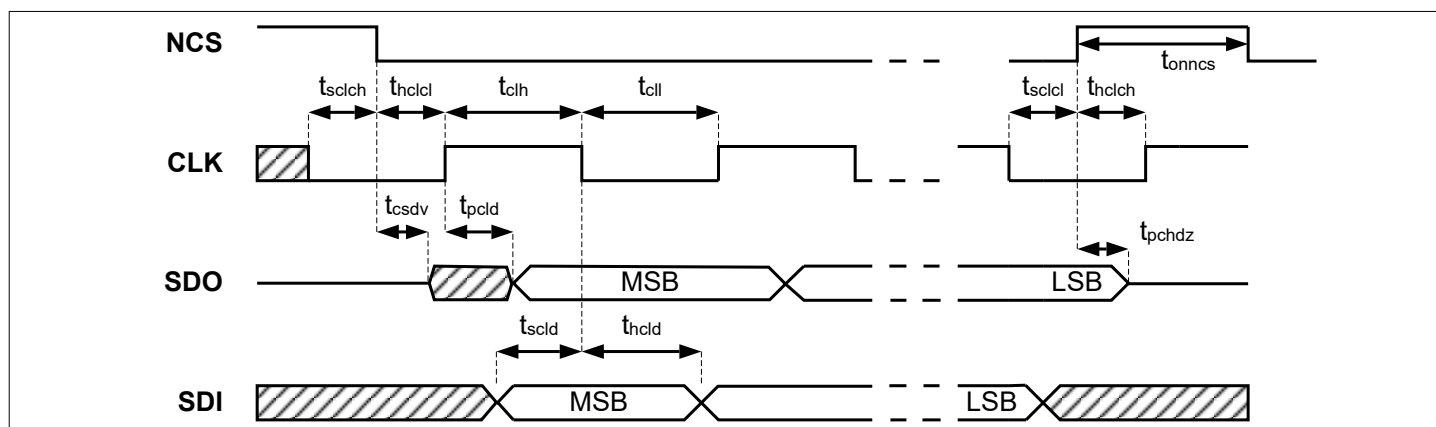 NCS
tonncs
tsclch thclcl tclh tcll tsclcl thclch
CLK
tcsdv tpcld tpchdz
SDO MSB LSB
tscld thcld
SDI MSB LSB